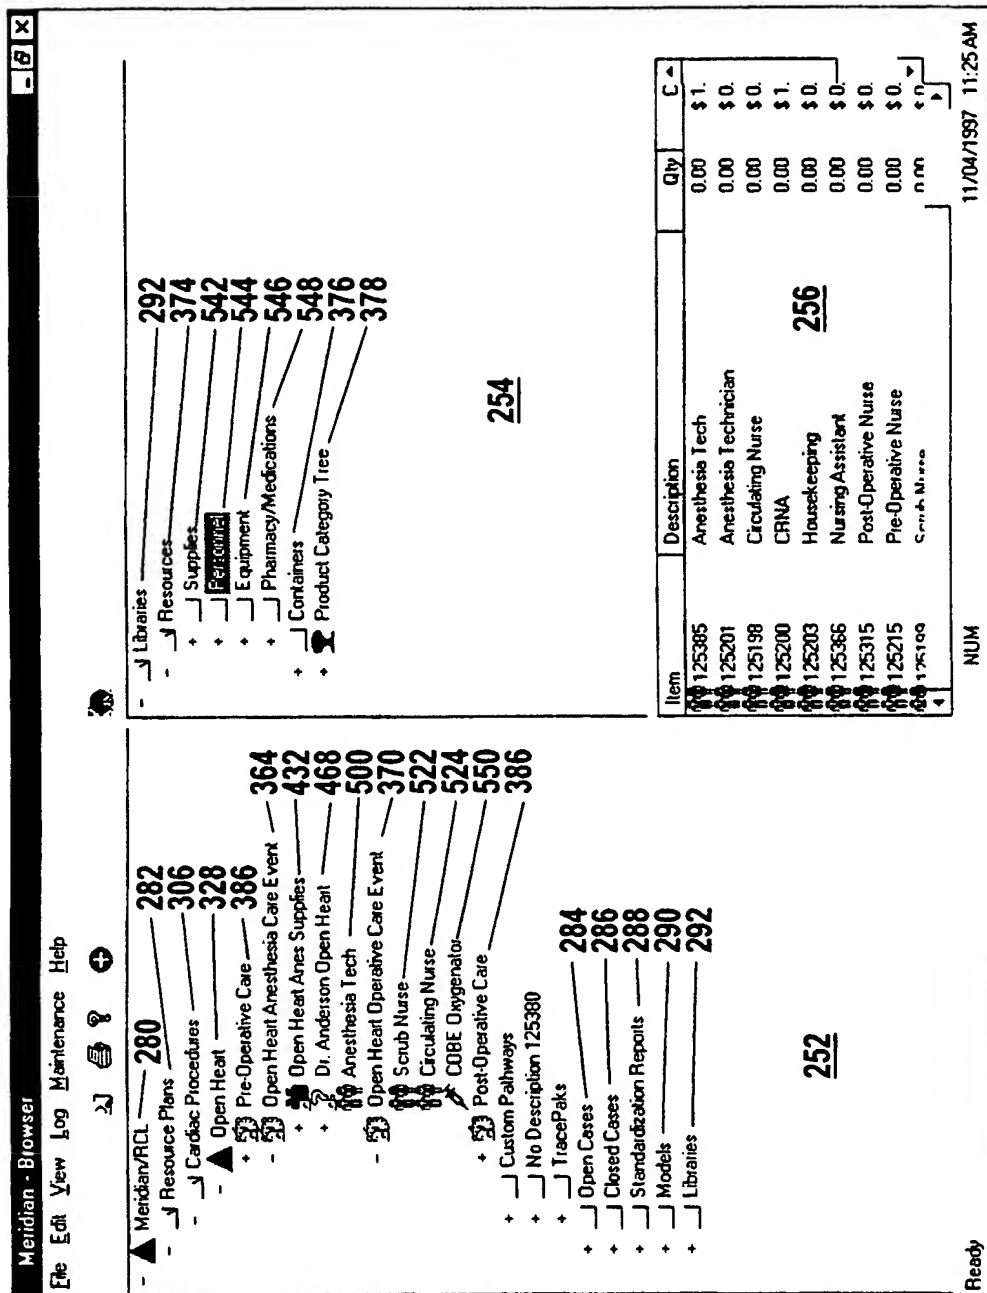 Meridian - Browser
File Edit View Log Maintenance Help
Meridian/RCL 280
Resource Plans 282
Cardiac Procedures 306
Open Heart 328
Pre-Operative Care 386
Open Heart Anesthesia Care Event 364
Open Heart Anes Supplies 432
Dr. Anderson Open Heart 468
Anesthesia Tech 500
Open Heart Operative Care Event 370
Scrub Nurse 522
Circulating Nurse 524
COBE Oxygenator 550
Post-Operative Care 386
Custom Pathways
No Description 125380
TracePaks
Open Cases 284
Closed Cases 286
Standardization Reports 288
Models 290
Libraries 292
252
Libraries 292
Resources 374
Supplies 542
Personnel 544
Equipment 546
Pharmacy/Medications 548
Containers 376
Product Category Tree 378
254
Item Description Qty C
125385 Anesthesia Tech 0.00 $ 1.
125201 Anesthesia Technician 0.00 $ 0.
125198 Circulating Nurse 0.00 $ 0.
125200 CRNA 0.00 $ 1.
125203 Housekeeping 0.00 $ 0.
125366 Nursing Assistant 0.00 $ 0.
125315 Post-Operative Nurse 0.00 $ 0.
125215 Pre-Operative Nurse 0.00 $ 0.
125199 Scrub Nurse 0.00 $ 0
256
Ready NUM 11/04/1997 11:25 AM